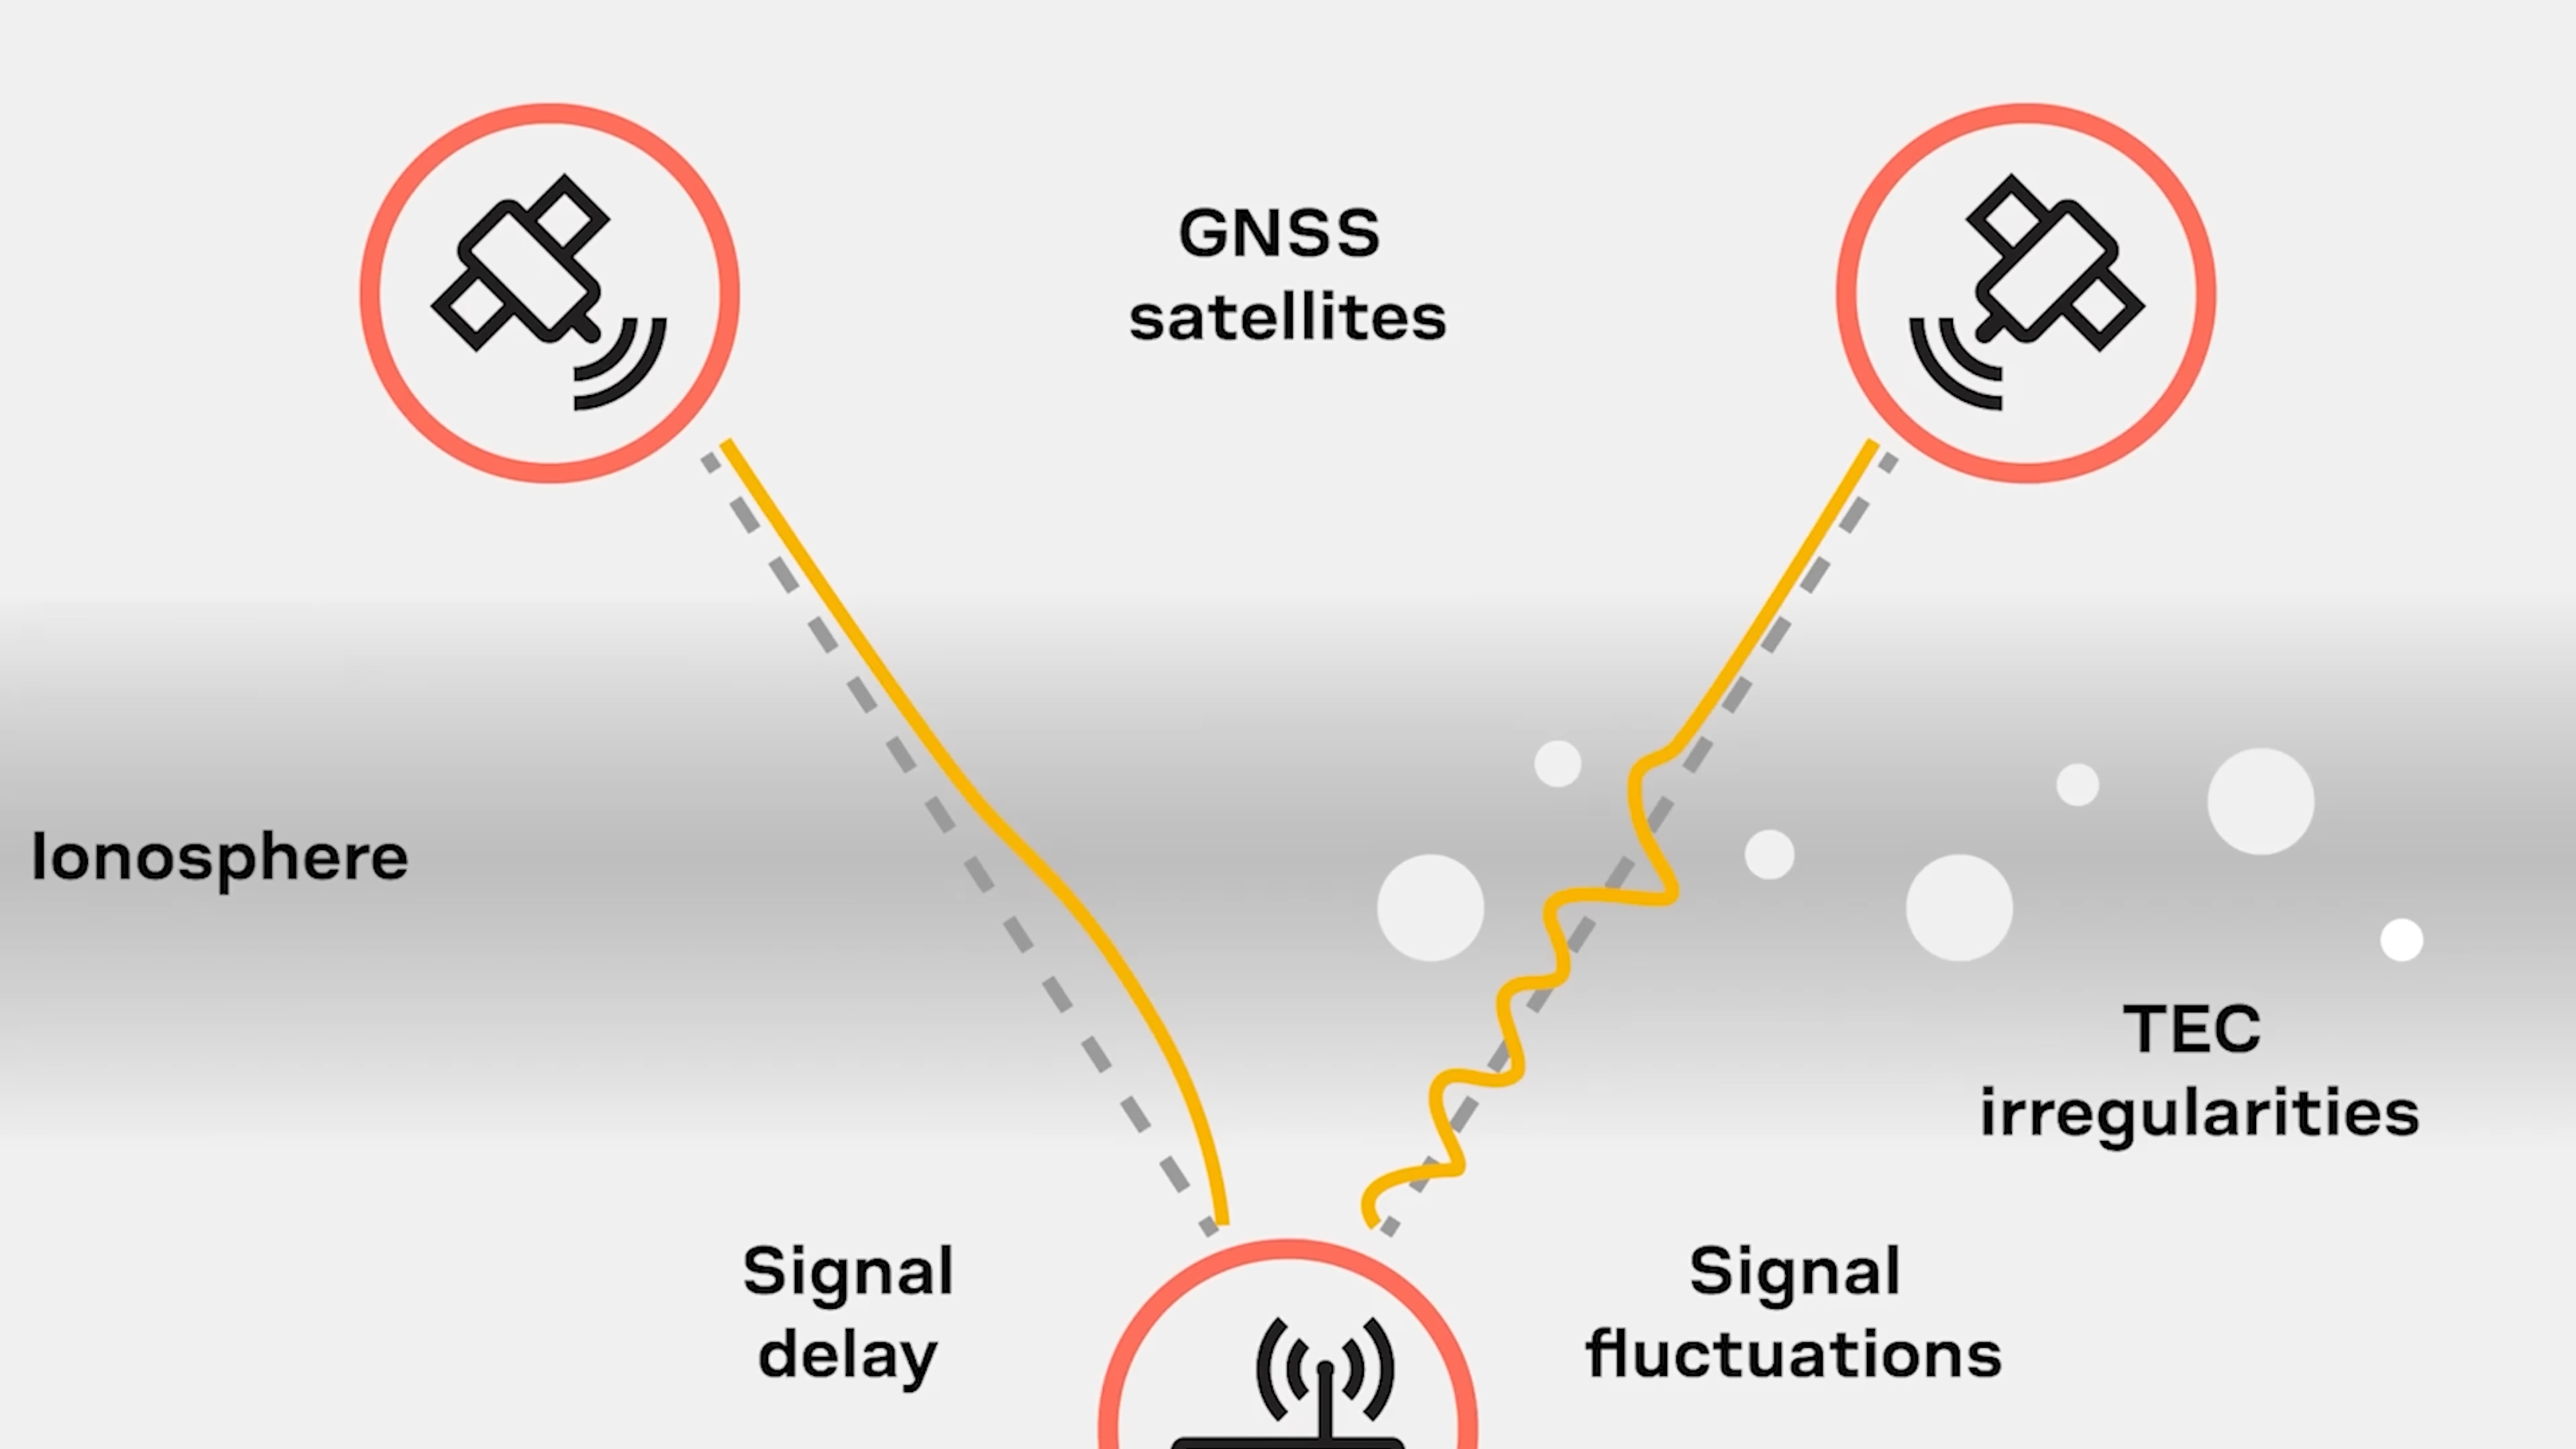 GNSS
satellites
Ionosphere
TEC
irregularities
Signal
delay
Signal
fluctuations